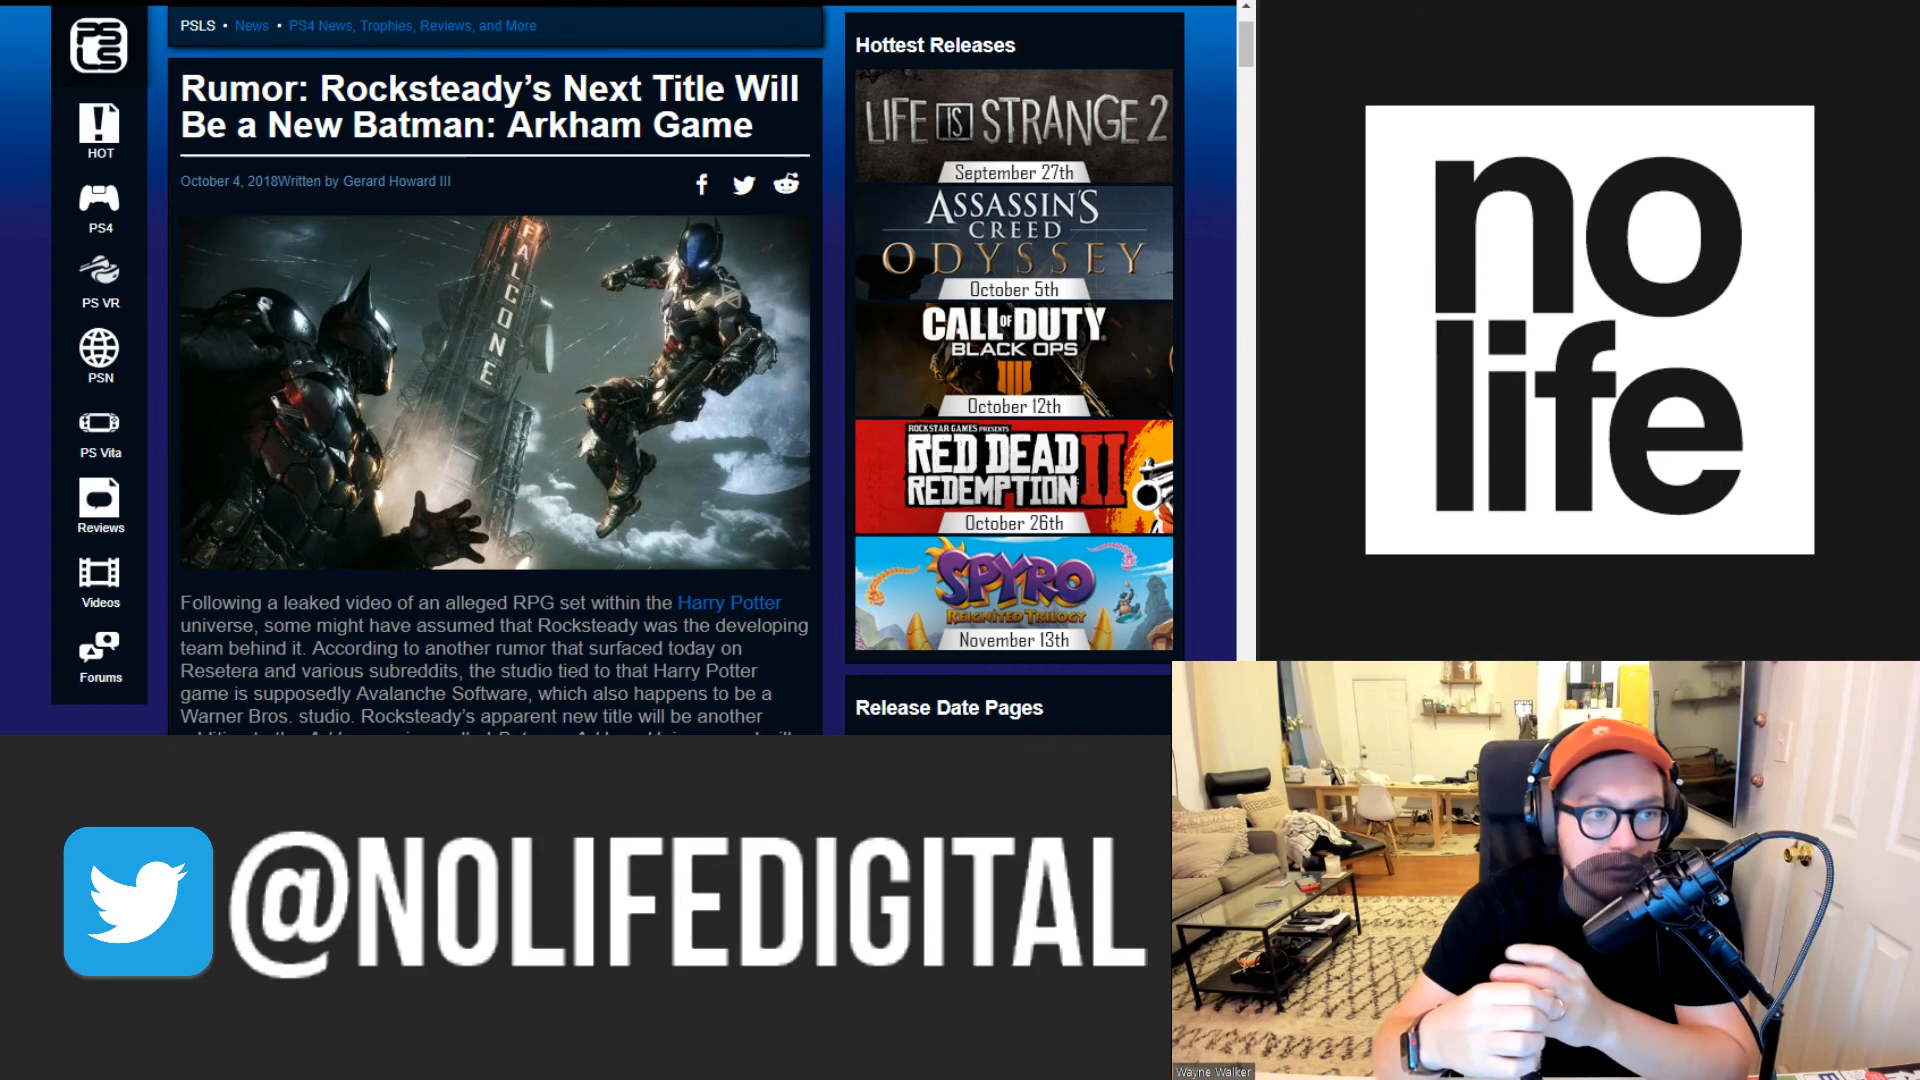 PSLS • News • PS4 News, Trophies, Reviews, and More
Rumor: Rocksteady's Next Title Will
Be a New Batman: Arkham Game
October 4, 2018Written by Gerard Howard III
FALCONE
Following a leaked video of an alleged RPG set within the Harry Potter
universe, some might have assumed that Rocksteady was the developing
team behind it. According to another rumor that surfaced today on
Resetera and various subreddits, the studio tied to that Harry Potter
game is supposedly Avalanche Software, which also happens to be a
Warner Bros. studio. Rocksteady's apparent new title will be another
PSLS
HOT
PS4
PS VR
PSN
PS Vita
Reviews
Videos
Forums
Hottest Releases
LIFE IS STRANGE 2
September 27th
ASSASSIN'S
CREED
ODYSSEY
October 5th
CALL OF DUTY
BLACK OPS
IIII
October 12th
ROCKSTAR GAMES PRESENTS
RED DEAD
REDEMPTION II
October 26th
SPYRO
REIGNITED TRILOGY
November 13th
Release Date Pages
no
life
@NOLIFEDIGITAL
Wayne Walker